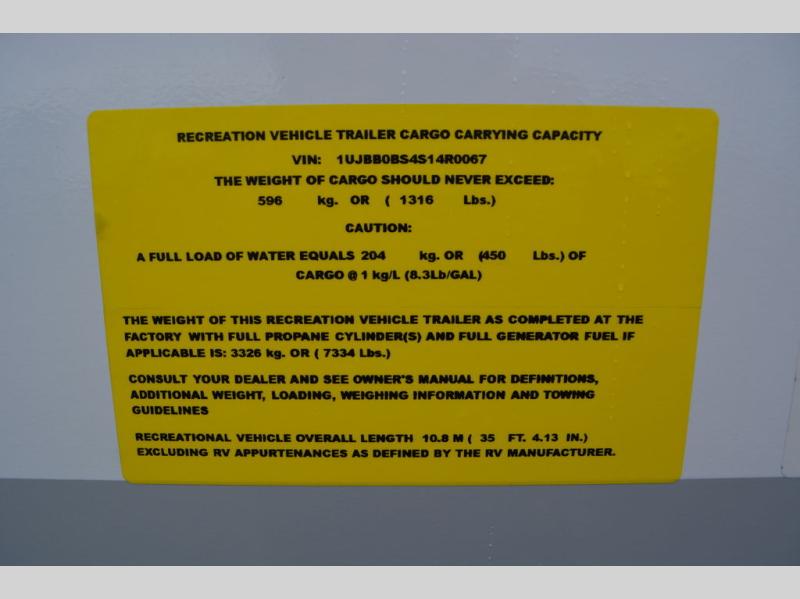 RECREATION VEHICLE TRAILER CARGO CARRYING CAPACITY
VIN: 1UJBB0BS4S14R0067
THE WEIGHT OF CARGO SHOULD NEVER EXCEED:
596 kg. OR ( 1316 Lbs.)
CAUTION:
A FULL LOAD OF WATER EQUALS 204 kg. OR (450 Lbs.) OF
CARGO @ 1 kg/L (8.3Lb/GAL)
THE WEIGHT OF THIS RECREATION VEHICLE TRAILER AS COMPLETED AT THE
FACTORY WITH FULL PROPANE CYLINDER(S) AND FULL GENERATOR FUEL IF
APPLICABLE IS: 3326 kg. OR ( 7334 Lbs.)
CONSULT YOUR DEALER AND SEE OWNER'S MANUAL FOR DEFINITIONS,
ADDITIONAL WEIGHT, LOADING, WEIGHING INFORMATION AND TOWING
GUIDELINES
RECREATIONAL VEHICLE OVERALL LENGTH 10.8 M ( 35 FT. 4.13 IN.)
EXCLUDING RV APPURTENANCES AS DEFINED BY THE RV MANUFACTURER.